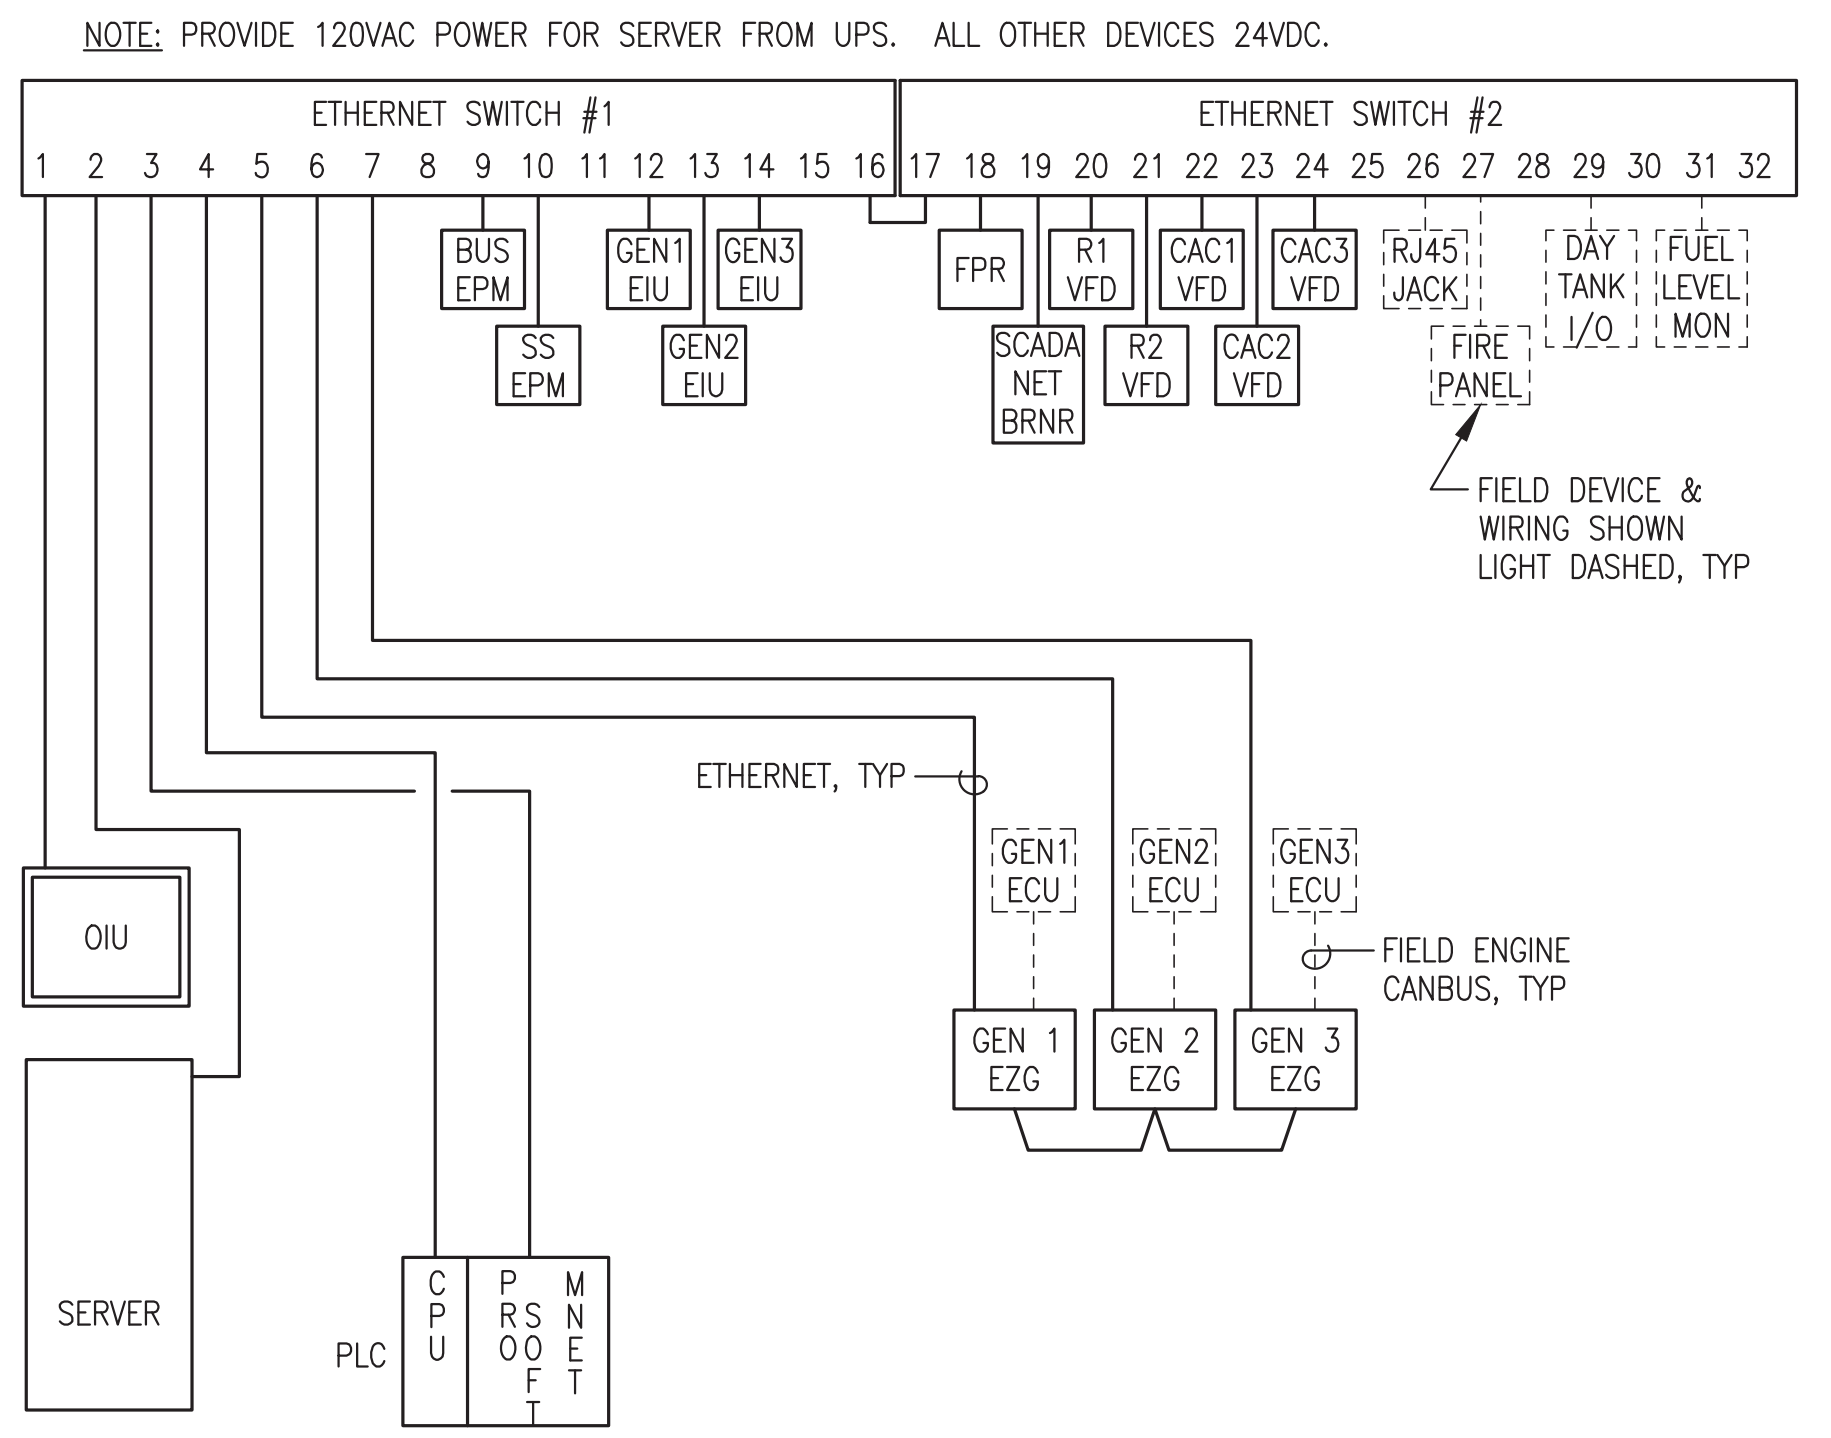 NOTE: PROVIDE 120VAC POWER FOR SERVER FROM UPS. ALL OTHER DEVICES 24VDC.
ETHERNET SWITCH #1
1 2 3 4 5 6 7 8 9 10 11 12 13 14 15 16
ETHERNET SWITCH #2
17 18 19 20 21 22 23 24 25 26 27 28 29 30 31 32
BUS
EPM
SS
EPM
GEN1
EIU
GEN2
EIU
GEN3
EIU
FPR
SCADA
NET
BRNR
R1
VFD
R2
VFD
CAC1
VFD
CAC2
VFD
CAC3
VFD
RJ45
JACK
FIRE
PANEL
DAY
TANK
I/O
FUEL
LEVEL
MON
FIELD DEVICE &
WIRING SHOWN
LIGHT DASHED, TYP
ETHERNET, TYP
GEN1
ECU
GEN2
ECU
GEN3
ECU
FIELD ENGINE
CANBUS, TYP
GEN 1
EZG
GEN 2
EZG
GEN 3
EZG
OIU
SERVER
PLC
CPU
PRO
SOFT
MNET